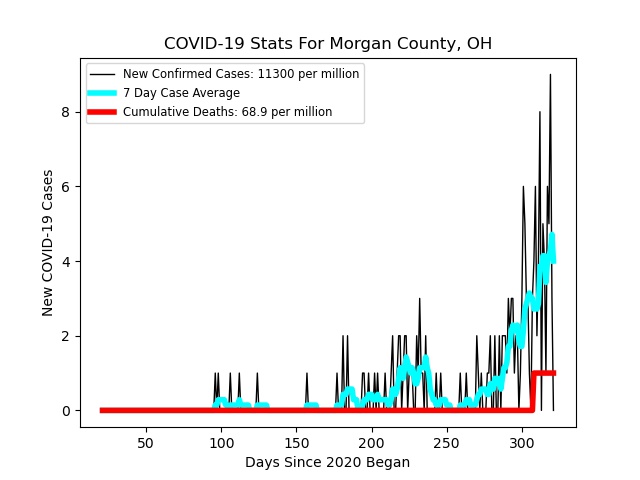 COVID-19 Stats For Morgan County, OH
New Confirmed Cases: 11300 per million
7 Day Case Average
Cumulative Deaths: 68.9 per million
New COVID-19 Cases
8
6
4
2
0
50 100 150 200 250 300
Days Since 2020 Began